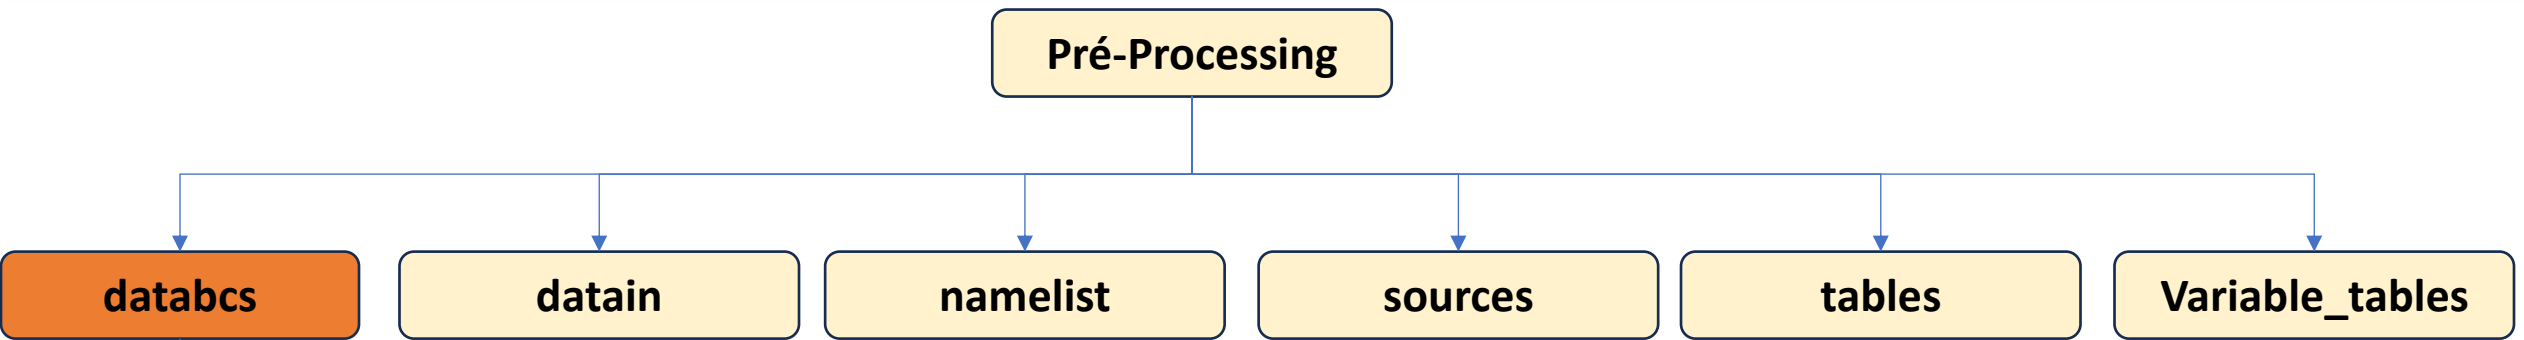 Pré-Processing
databcs
datain
namelist
sources
tables
Variable_tables